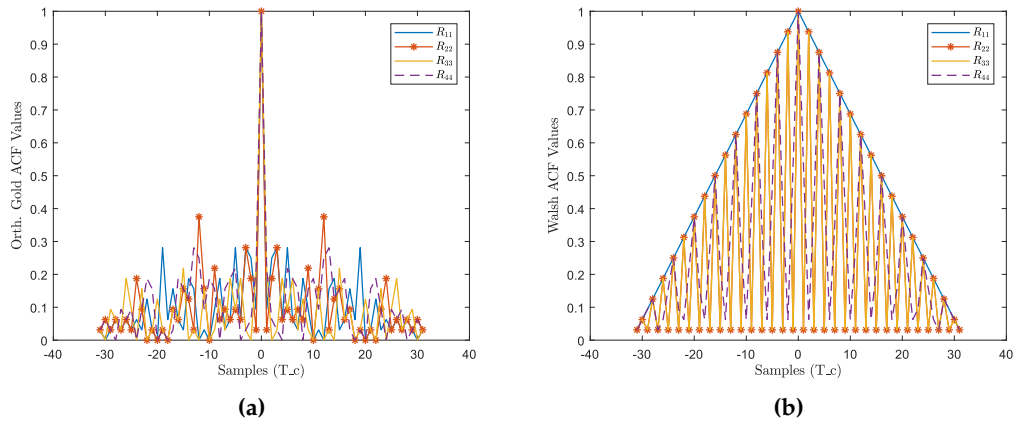 1
0.9
0.8
0.7
0.6
0.5
0.4
0.3
0.2
0.1
0
-40 -30 -20 -10 0 10 20 30 40
Orth. Gold ACF Values
Samples (T_c)
R₁₁
R₂₂
R₃₃
R₄₄
(a)
1
0.9
0.8
0.7
0.6
0.5
0.4
0.3
0.2
0.1
0
-40 -30 -20 -10 0 10 20 30 40
Walsh ACF Values
Samples (T_c)
R₁₁
R₂₂
R₃₃
R₄₄
(b)